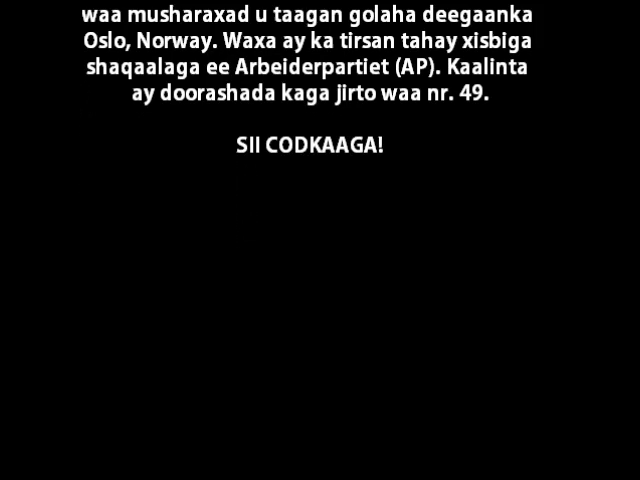 waa musharaxad u taagan golaha deegaanka
Oslo, Norway. Waxa ay ka tirsan tahay xisbiga
shaqaalaga ee Arbeiderpartiet (AP). Kaalinta
ay doorashada kaga jirto waa nr. 49.
SII CODKAAGA!